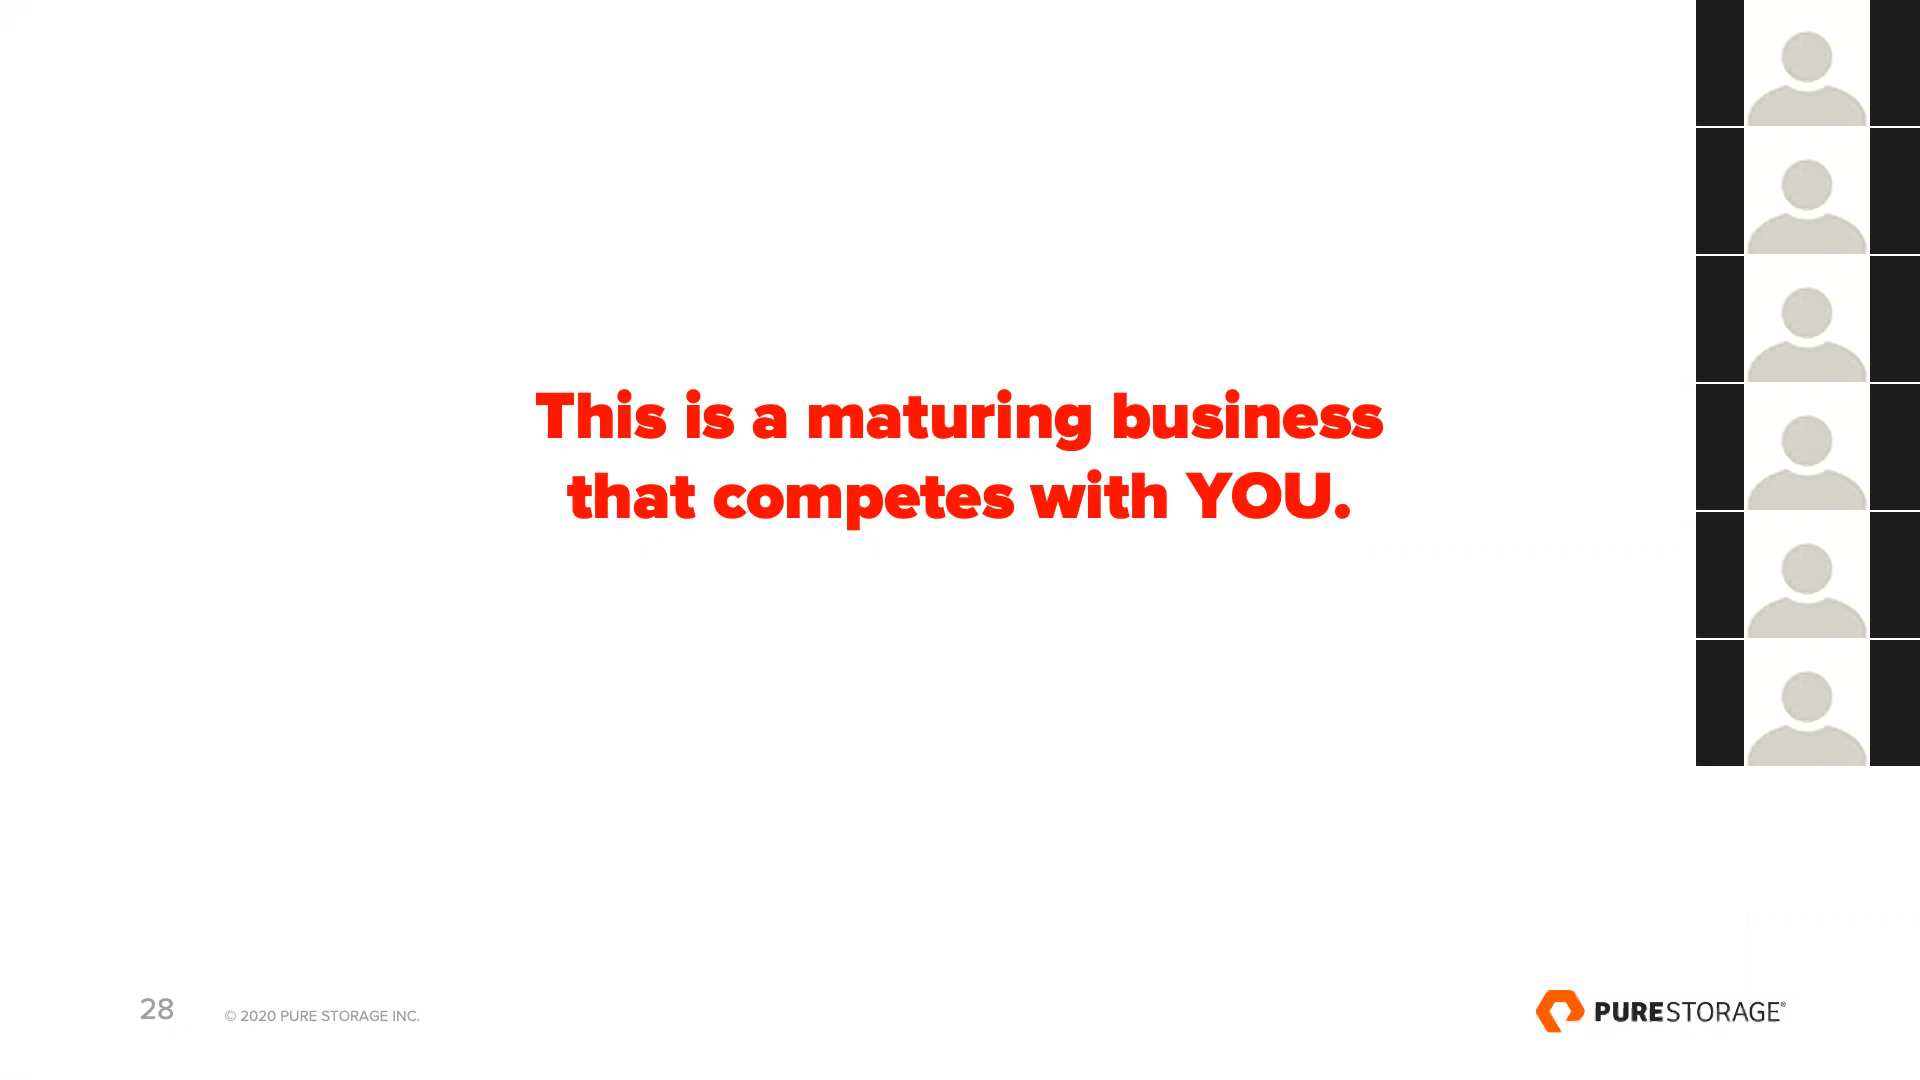 This is a maturing business
that competes with YOU.
28
© 2020 PURE STORAGE INC.
PURESTORAGE®